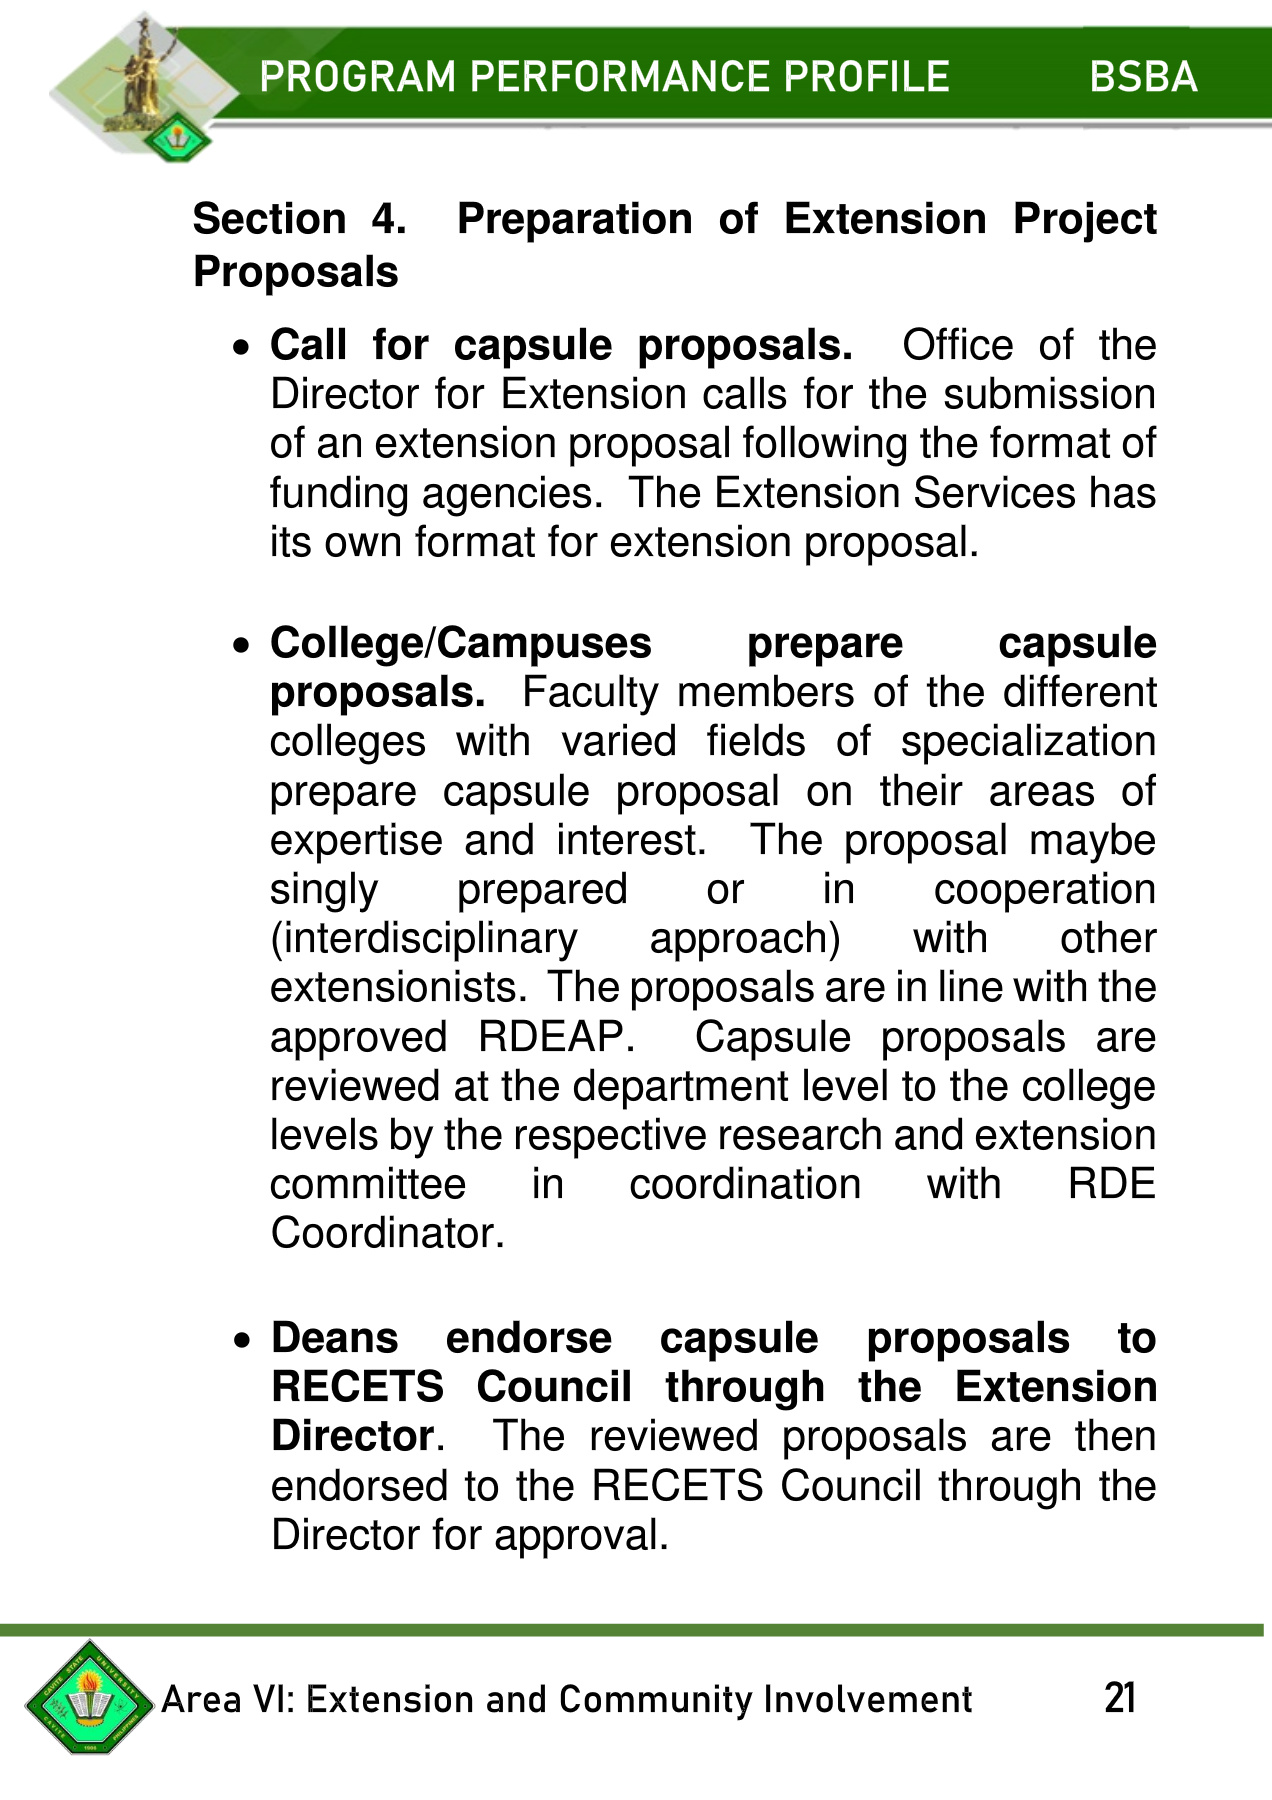 PROGRAM PERFORMANCE PROFILE BSBA
Section 4. Preparation of Extension Project
Proposals
• Call for capsule proposals. Office of the
Director for Extension calls for the submission
of an extension proposal following the format of
funding agencies. The Extension Services has
its own format for extension proposal.
• College/Campuses prepare capsule
proposals. Faculty members of the different
colleges with varied fields of specialization
prepare capsule proposal on their areas of
expertise and interest. The proposal maybe
singly prepared or in cooperation
(interdisciplinary approach) with other
extensionists. The proposals are in line with the
approved RDEAP. Capsule proposals are
reviewed at the department level to the college
levels by the respective research and extension
committee in coordination with RDE
Coordinator.
• Deans endorse capsule proposals to
RECETS Council through the Extension
Director. The reviewed proposals are then
endorsed to the RECETS Council through the
Director for approval.
CAVITE STATE UNIVERSITY
CAVITE 1906 PHILIPPINES
Area VI: Extension and Community Involvement 21